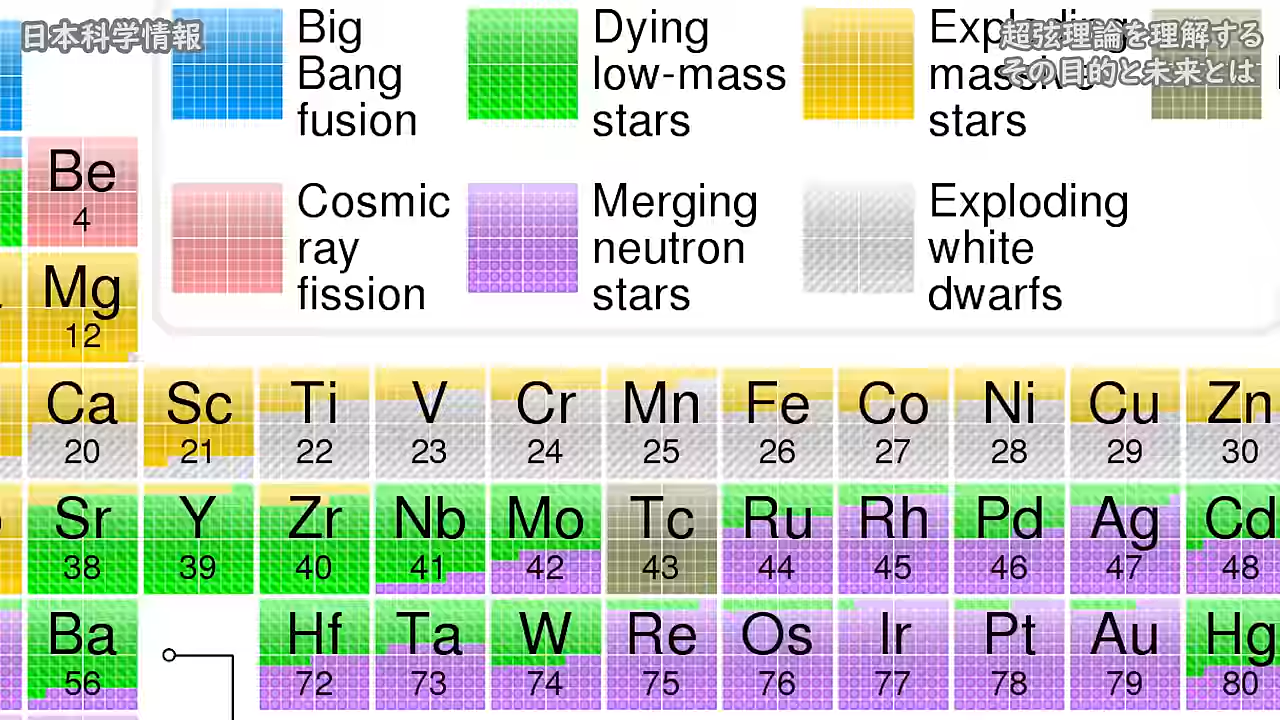 日本科学情報
超弦理論を理解する
その目的と未来とは
Big
Bang
fusion
Dying
low-mass
stars
Exploding
massive
stars
Cosmic
ray
fission
Merging
neutron
stars
Exploding
white
dwarfs
Be
4
Mg
12
Ca Sc Ti V Cr Mn Fe Co Ni Cu Zn
20 21 22 23 24 25 26 27 28 29 30
Sr Y Zr Nb Mo Tc Ru Rh Pd Ag Cd
38 39 40 41 42 43 44 45 46 47 48
Ba Hf Ta W Re Os Ir Pt Au Hg
56 72 73 74 75 76 77 78 79 80